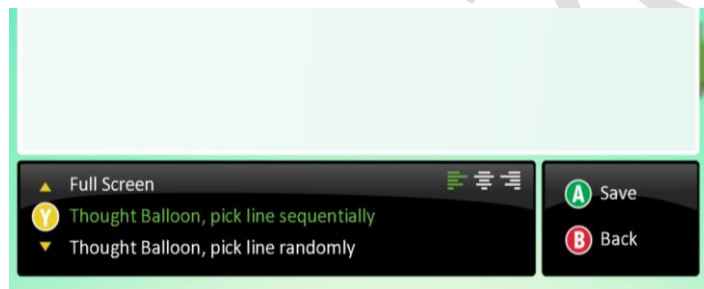 Full Screen
Y Thought Balloon, pick line sequentially
Thought Balloon, pick line randomly
A Save
B Back